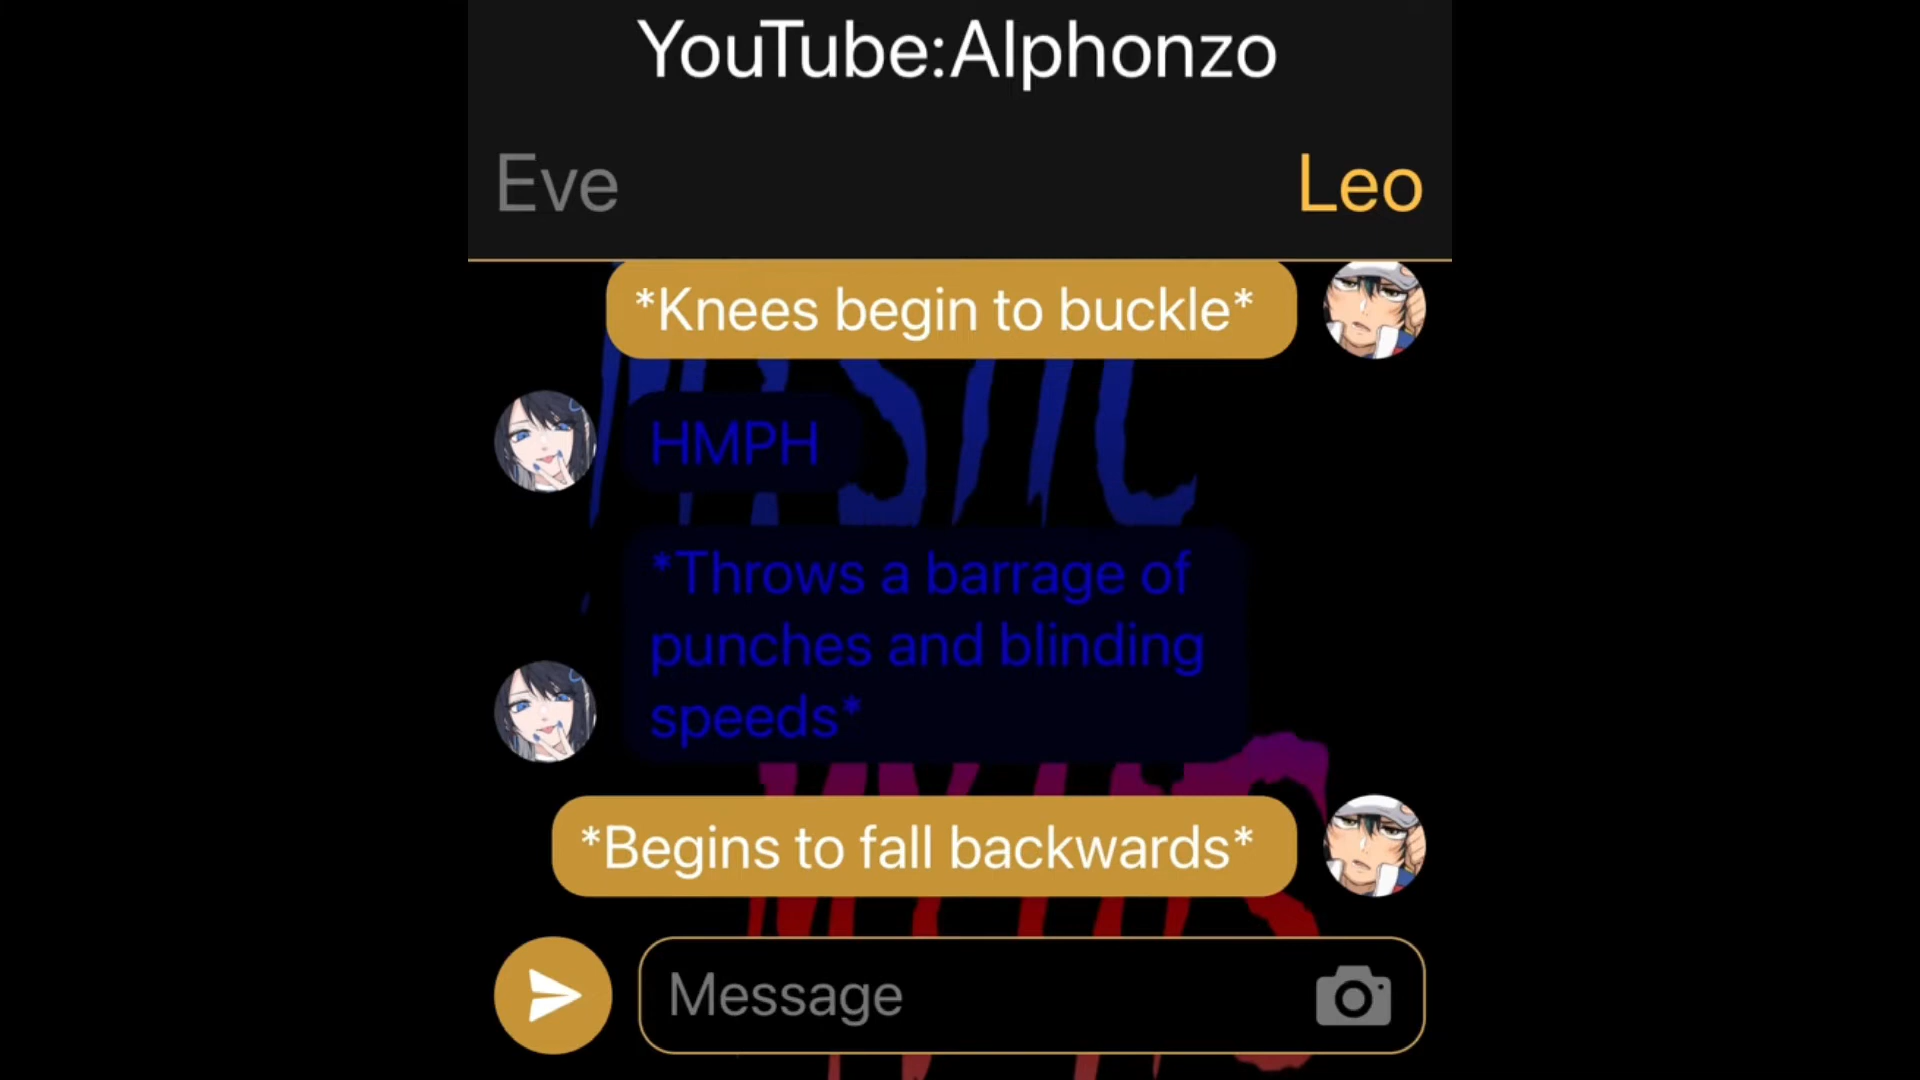 YouTube:Alphonzo
Eve
Leo
*Knees begin to buckle*
HMPH
*Throws a barrage of
punches and blinding
speeds*
*Begins to fall backwards*
Message